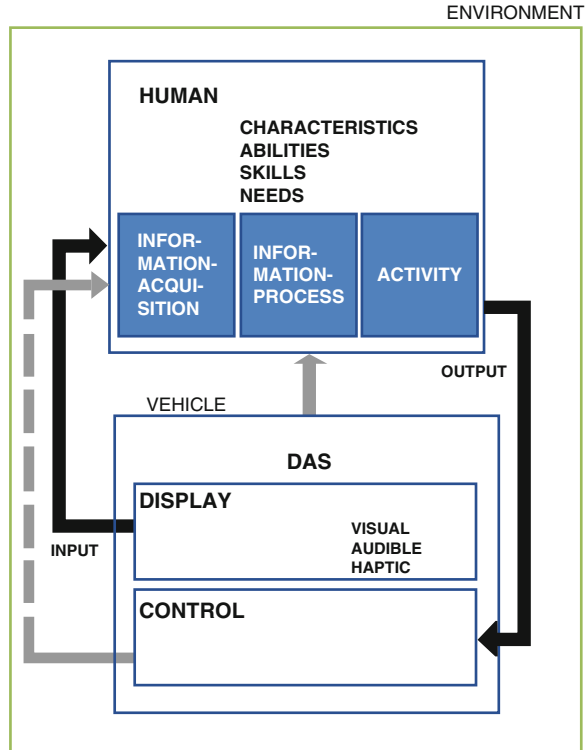 ENVIRONMENT
HUMAN
CHARACTERISTICS
ABILITIES
SKILLS
NEEDS
INFOR-
MATION-
ACQUI-
SITION
INFOR-
MATION-
PROCESS
ACTIVITY
OUTPUT
VEHICLE
DAS
DISPLAY
VISUAL
AUDIBLE
HAPTIC
INPUT
CONTROL